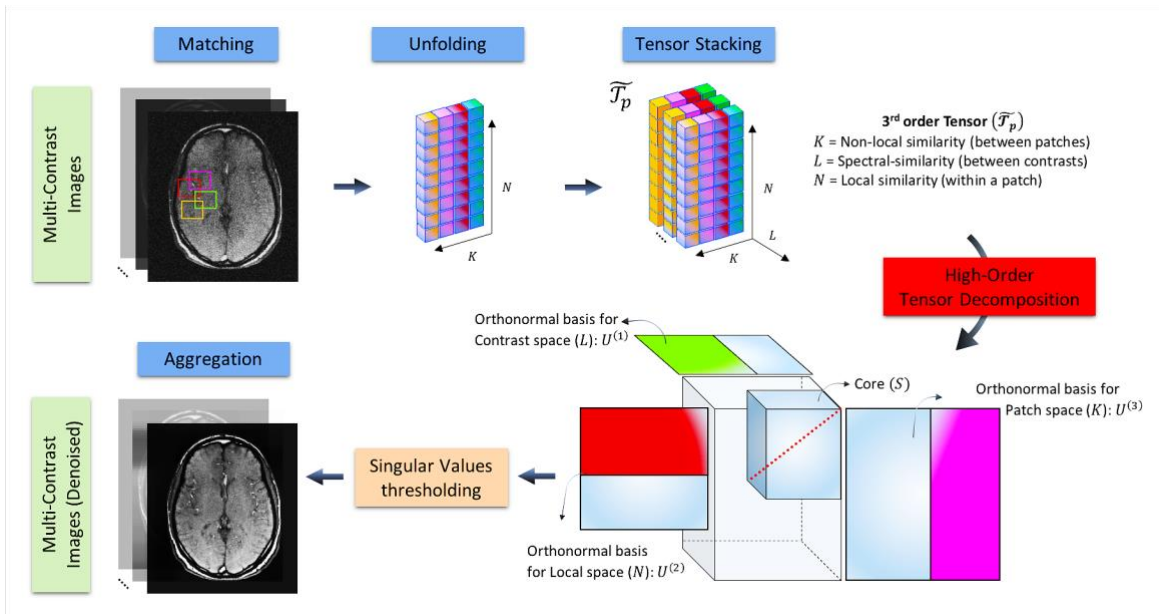 Matching
Unfolding
Tensor Stacking
Multi-Contrast
Images
N
K
𝒯̃ₚ
N
L
K
3ʳᵈ order Tensor (𝒯̃ₚ)
K = Non-local similarity (between patches)
L = Spectral-similarity (between contrasts)
N = Local similarity (within a patch)
High-Order
Tensor Decomposition
Orthonormal basis for
Contrast space (L): U⁽¹⁾
Core (S)
Orthonormal basis for
Patch space (K): U⁽³⁾
Orthonormal basis
for Local space (N): U⁽²⁾
Singular Values
thresholding
Aggregation
Multi-Contrast
Images (Denoised)